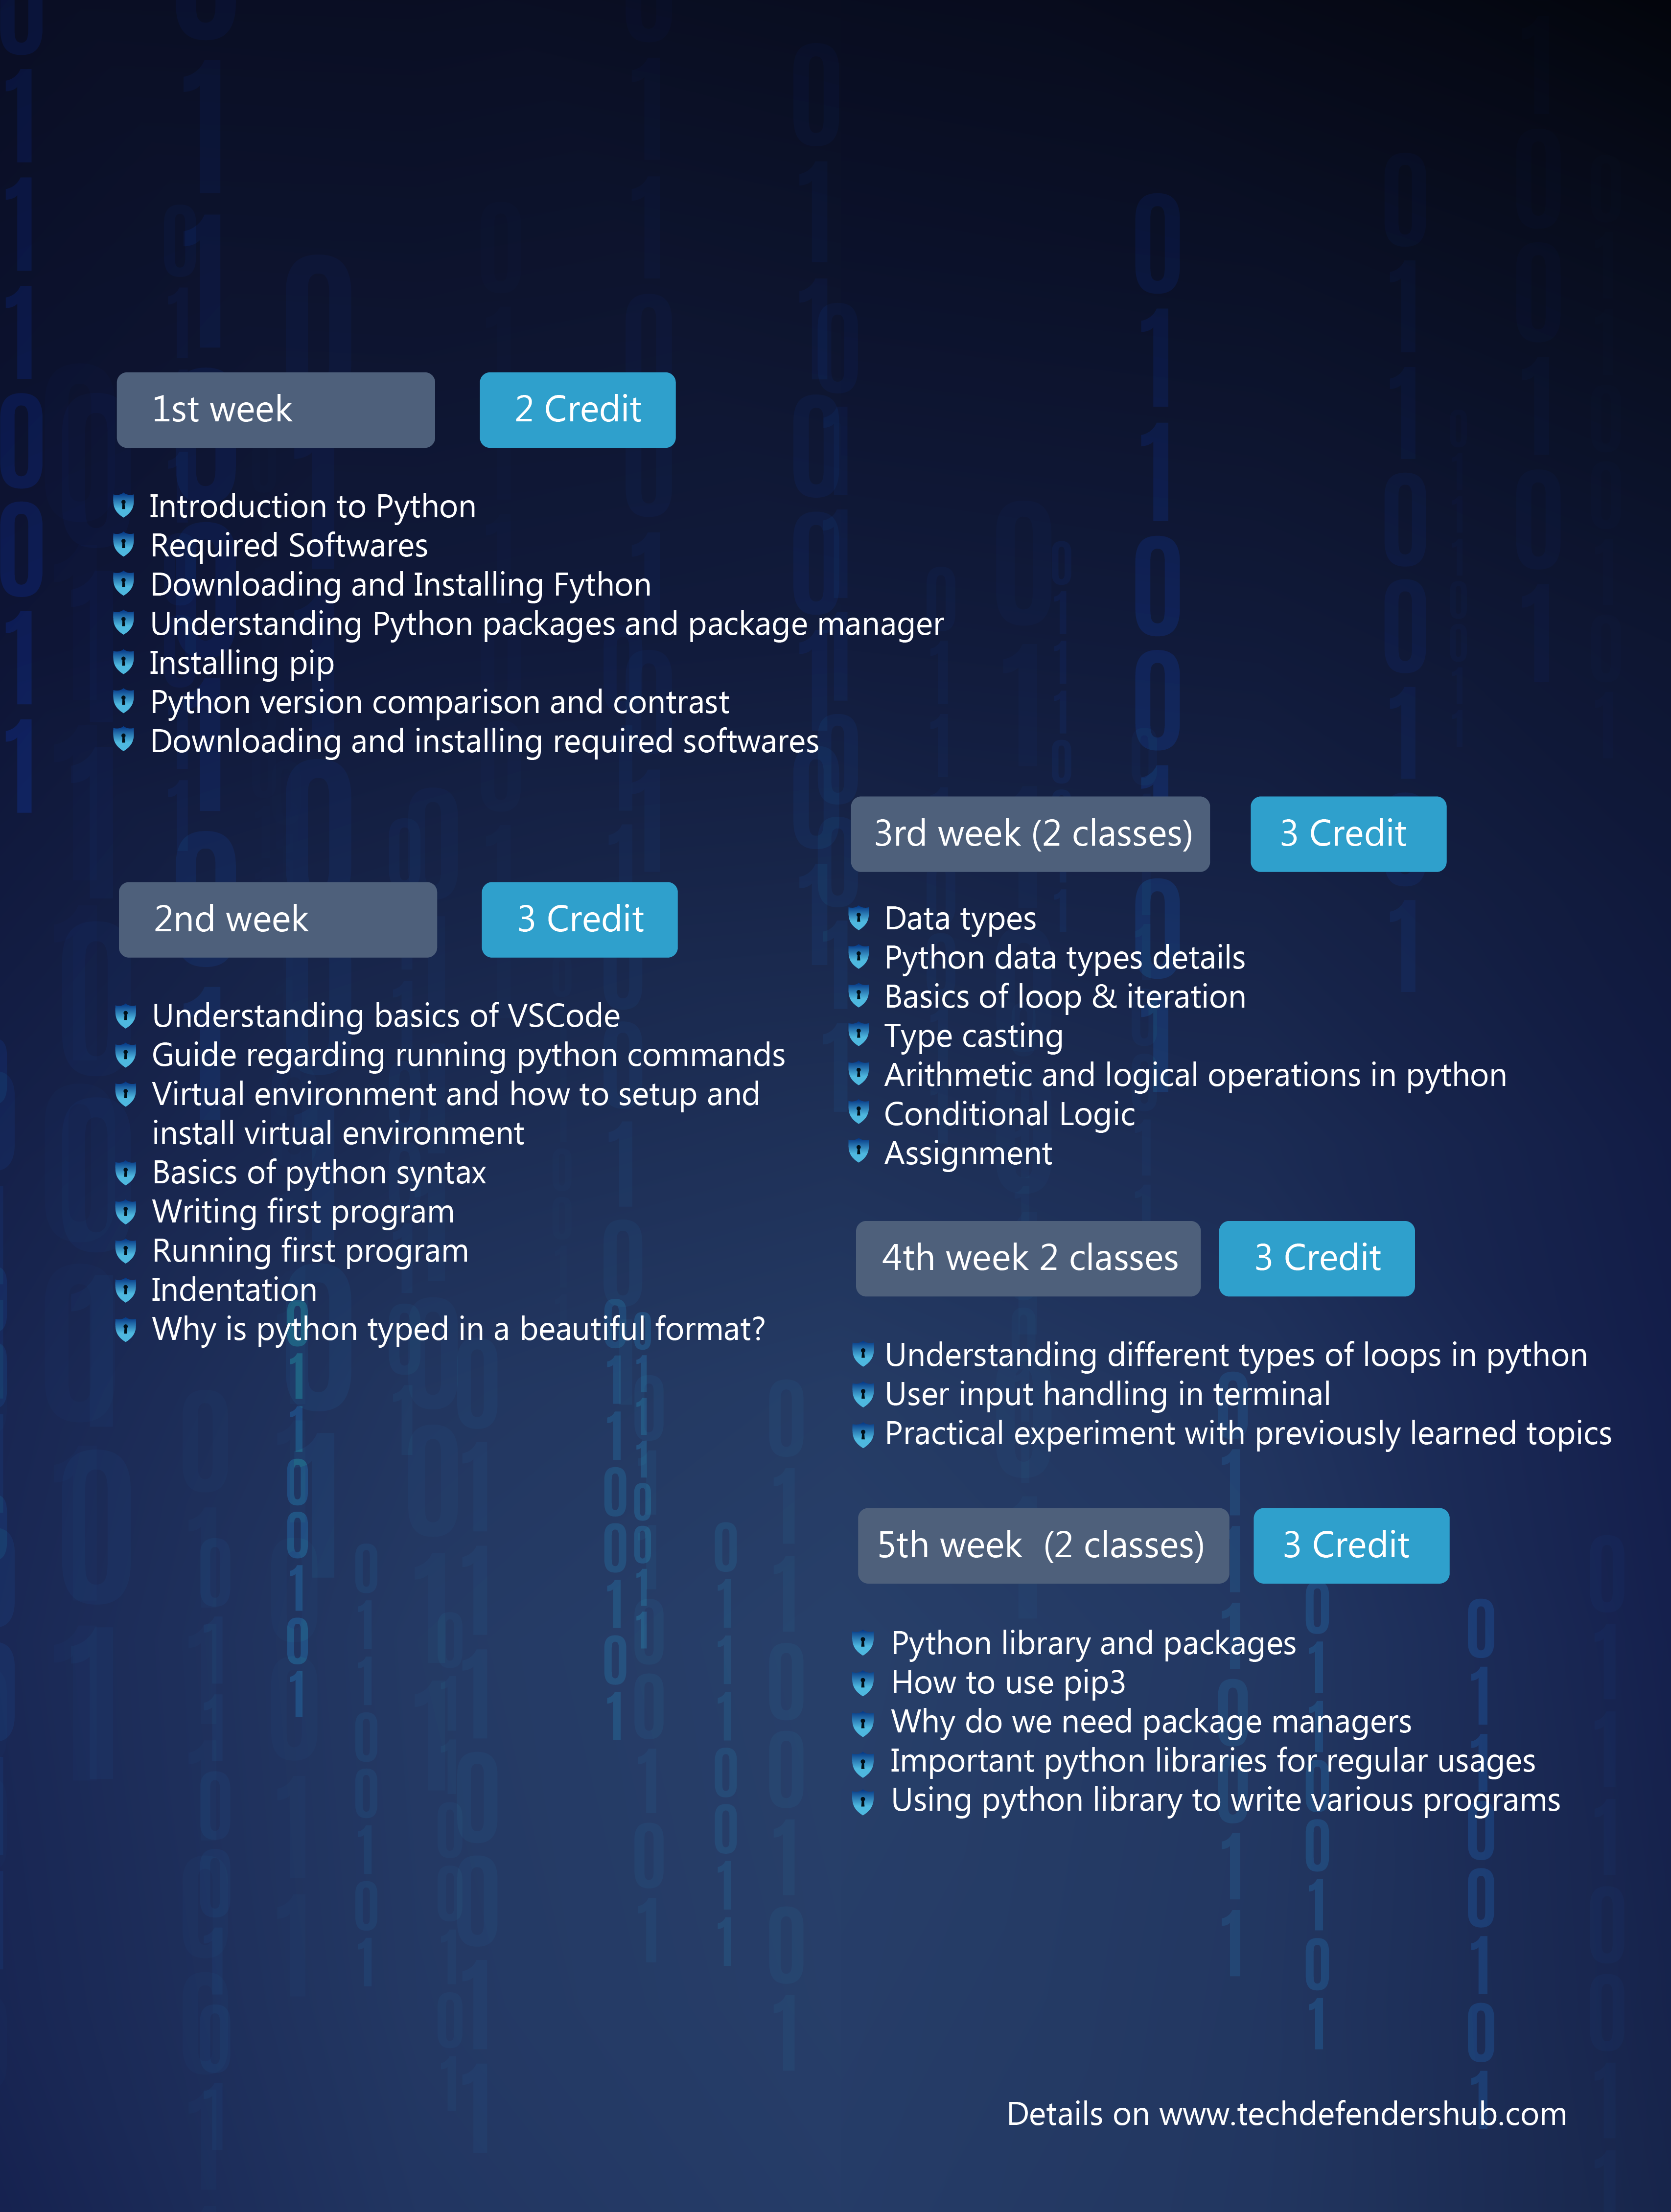 1st week
2 Credit
Introduction to Python
Required Softwares
Downloading and Installing Fython
Understanding Python packages and package manager
Installing pip
Python version comparison and contrast
Downloading and installing required softwares
2nd week
3 Credit
Understanding basics of VSCode
Guide regarding running python commands
Virtual environment and how to setup and
install virtual environment
Basics of python syntax
Writing first program
Running first program
Indentation
Why is python typed in a beautiful format?
3rd week (2 classes)
3 Credit
Data types
Python data types details
Basics of loop & iteration
Type casting
Arithmetic and logical operations in python
Conditional Logic
Assignment
4th week 2 classes
3 Credit
Understanding different types of loops in python
User input handling in terminal
Practical experiment with previously learned topics
5th week (2 classes)
3 Credit
Python library and packages
How to use pip3
Why do we need package managers
Important python libraries for regular usages
Using python library to write various programs
Details on www.techdefendershub.com